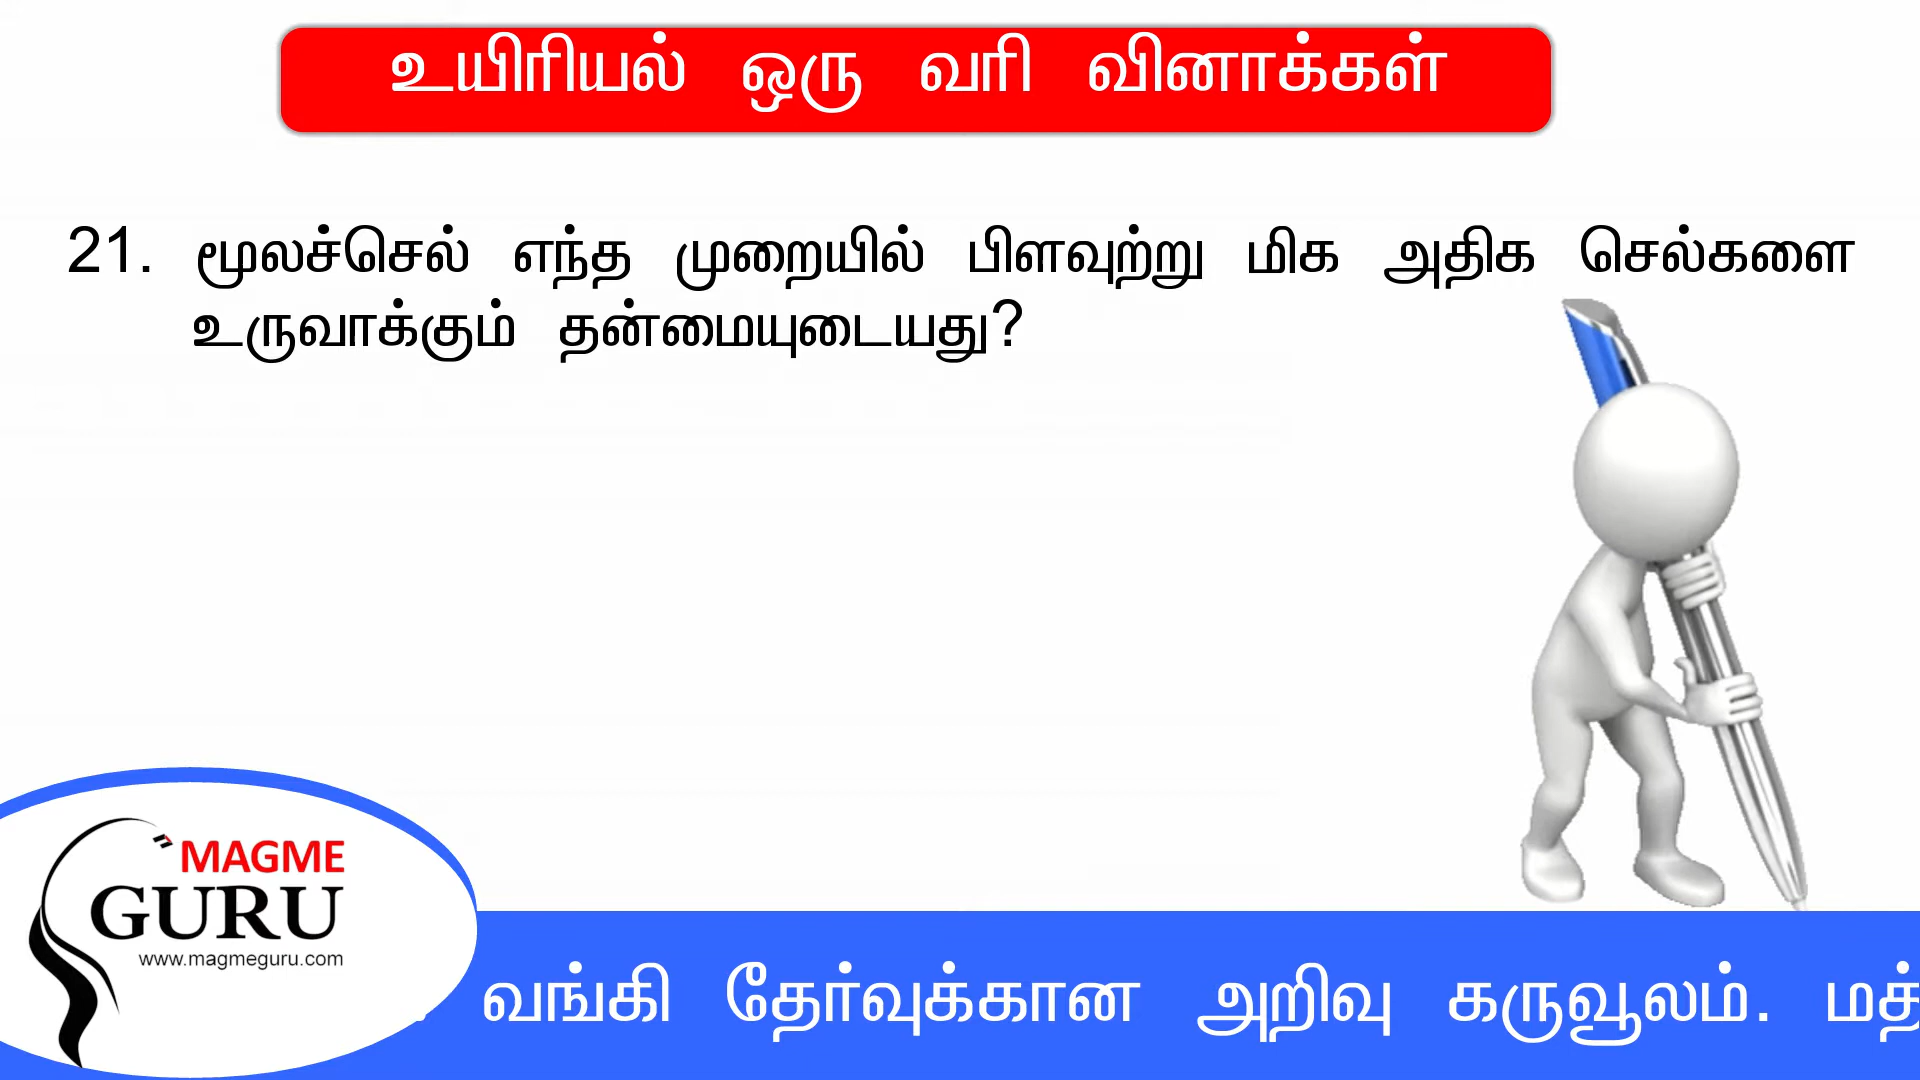 உயிரியல் ஒரு வரி வினாக்கள்
21. மூலச்செல் எந்த முறையில் பிளவுற்று மிக அதிக செல்களை
உருவாக்கும் தன்மையுடையது?
MAGME
GURU
www.magmeguru.com
வங்கி தேர்வுக்கான அறிவு கருவூலம். மத்